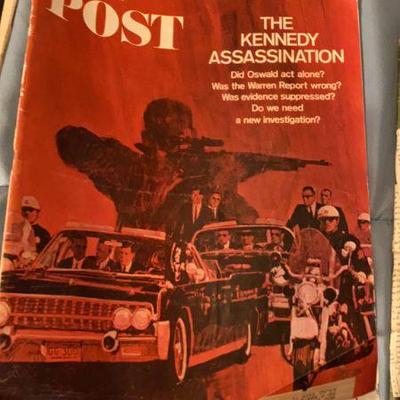 POST
THE
KENNEDY
ASSASSINATION
Did Oswald act alone?
Was the Warren Report wrong?
Was evidence suppressed?
Do we need
a new investigation?